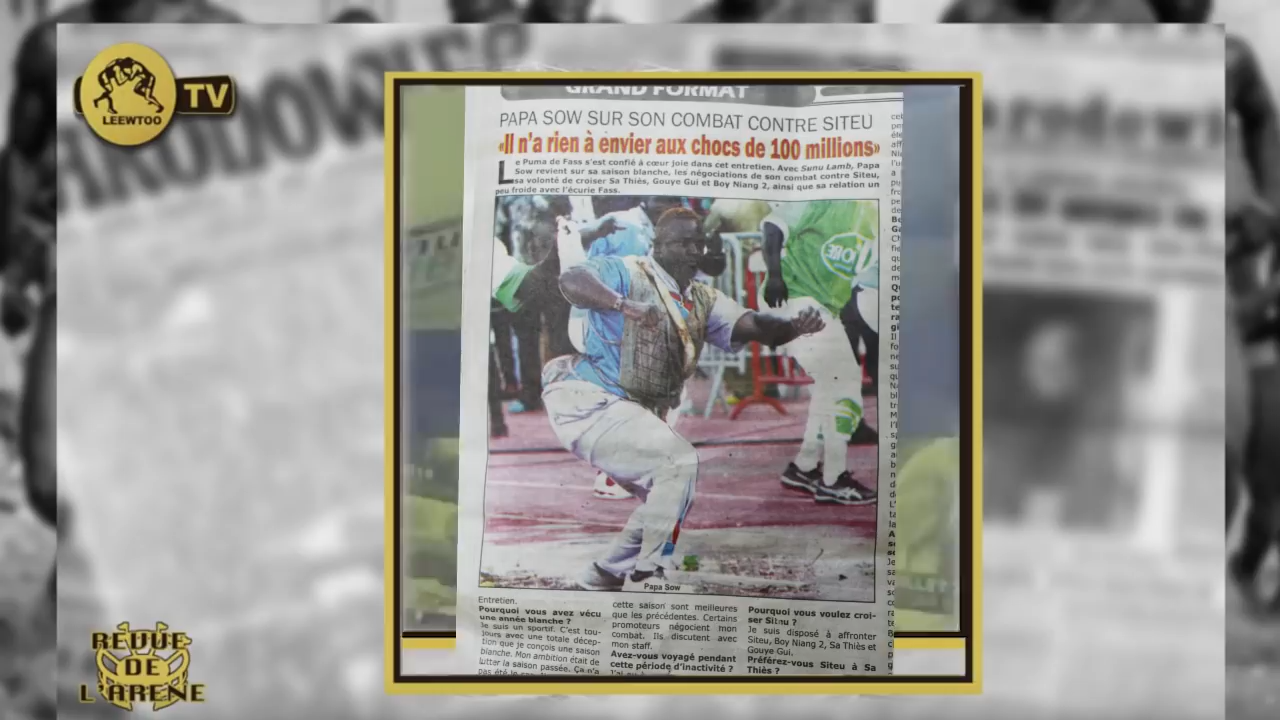 LEEWTOO
TV
GRAND FORMAT
PAPA SOW SUR SON COMBAT CONTRE SITEU
«Il n'a rien à envier aux chocs de 100 millions»
Le Puma de Fass s'est confié à cœur joie dans cet entretien. Avec Sunu Lamb, Papa
Sow revient sur sa saison blanche, les négociations de son combat contre Siteu,
sa volonté de croiser Sa Thiès, Gouye Gui et Boy Niang 2, ainsi que sa relation un
peu froide avec l'écurie Fass.
Papa Sow
Entretien.
Pourquoi vous avez vécu
une année blanche ?
Je suis un sportif. C'est tou-
jours avec une totale décep-
tion que je conçois une saison
blanche. Mon ambition était de
lutter la saison passée. Ça n'a
cette saison sont meilleures
que les précédentes. Certains
promoteurs négocient mon
combat. Ils discutent avec
mon staff.
Avez-vous voyagé pendant
cette période d'inactivité ?
Pourquoi vous voulez croi-
ser Siteu ?
Je suis disposé à affronter
Siteu, Boy Niang 2, Sa Thiès et
Gouye Gui.
Préférez-vous Siteu à Sa
Thiès ?
REVUE
DE
L'ARENE